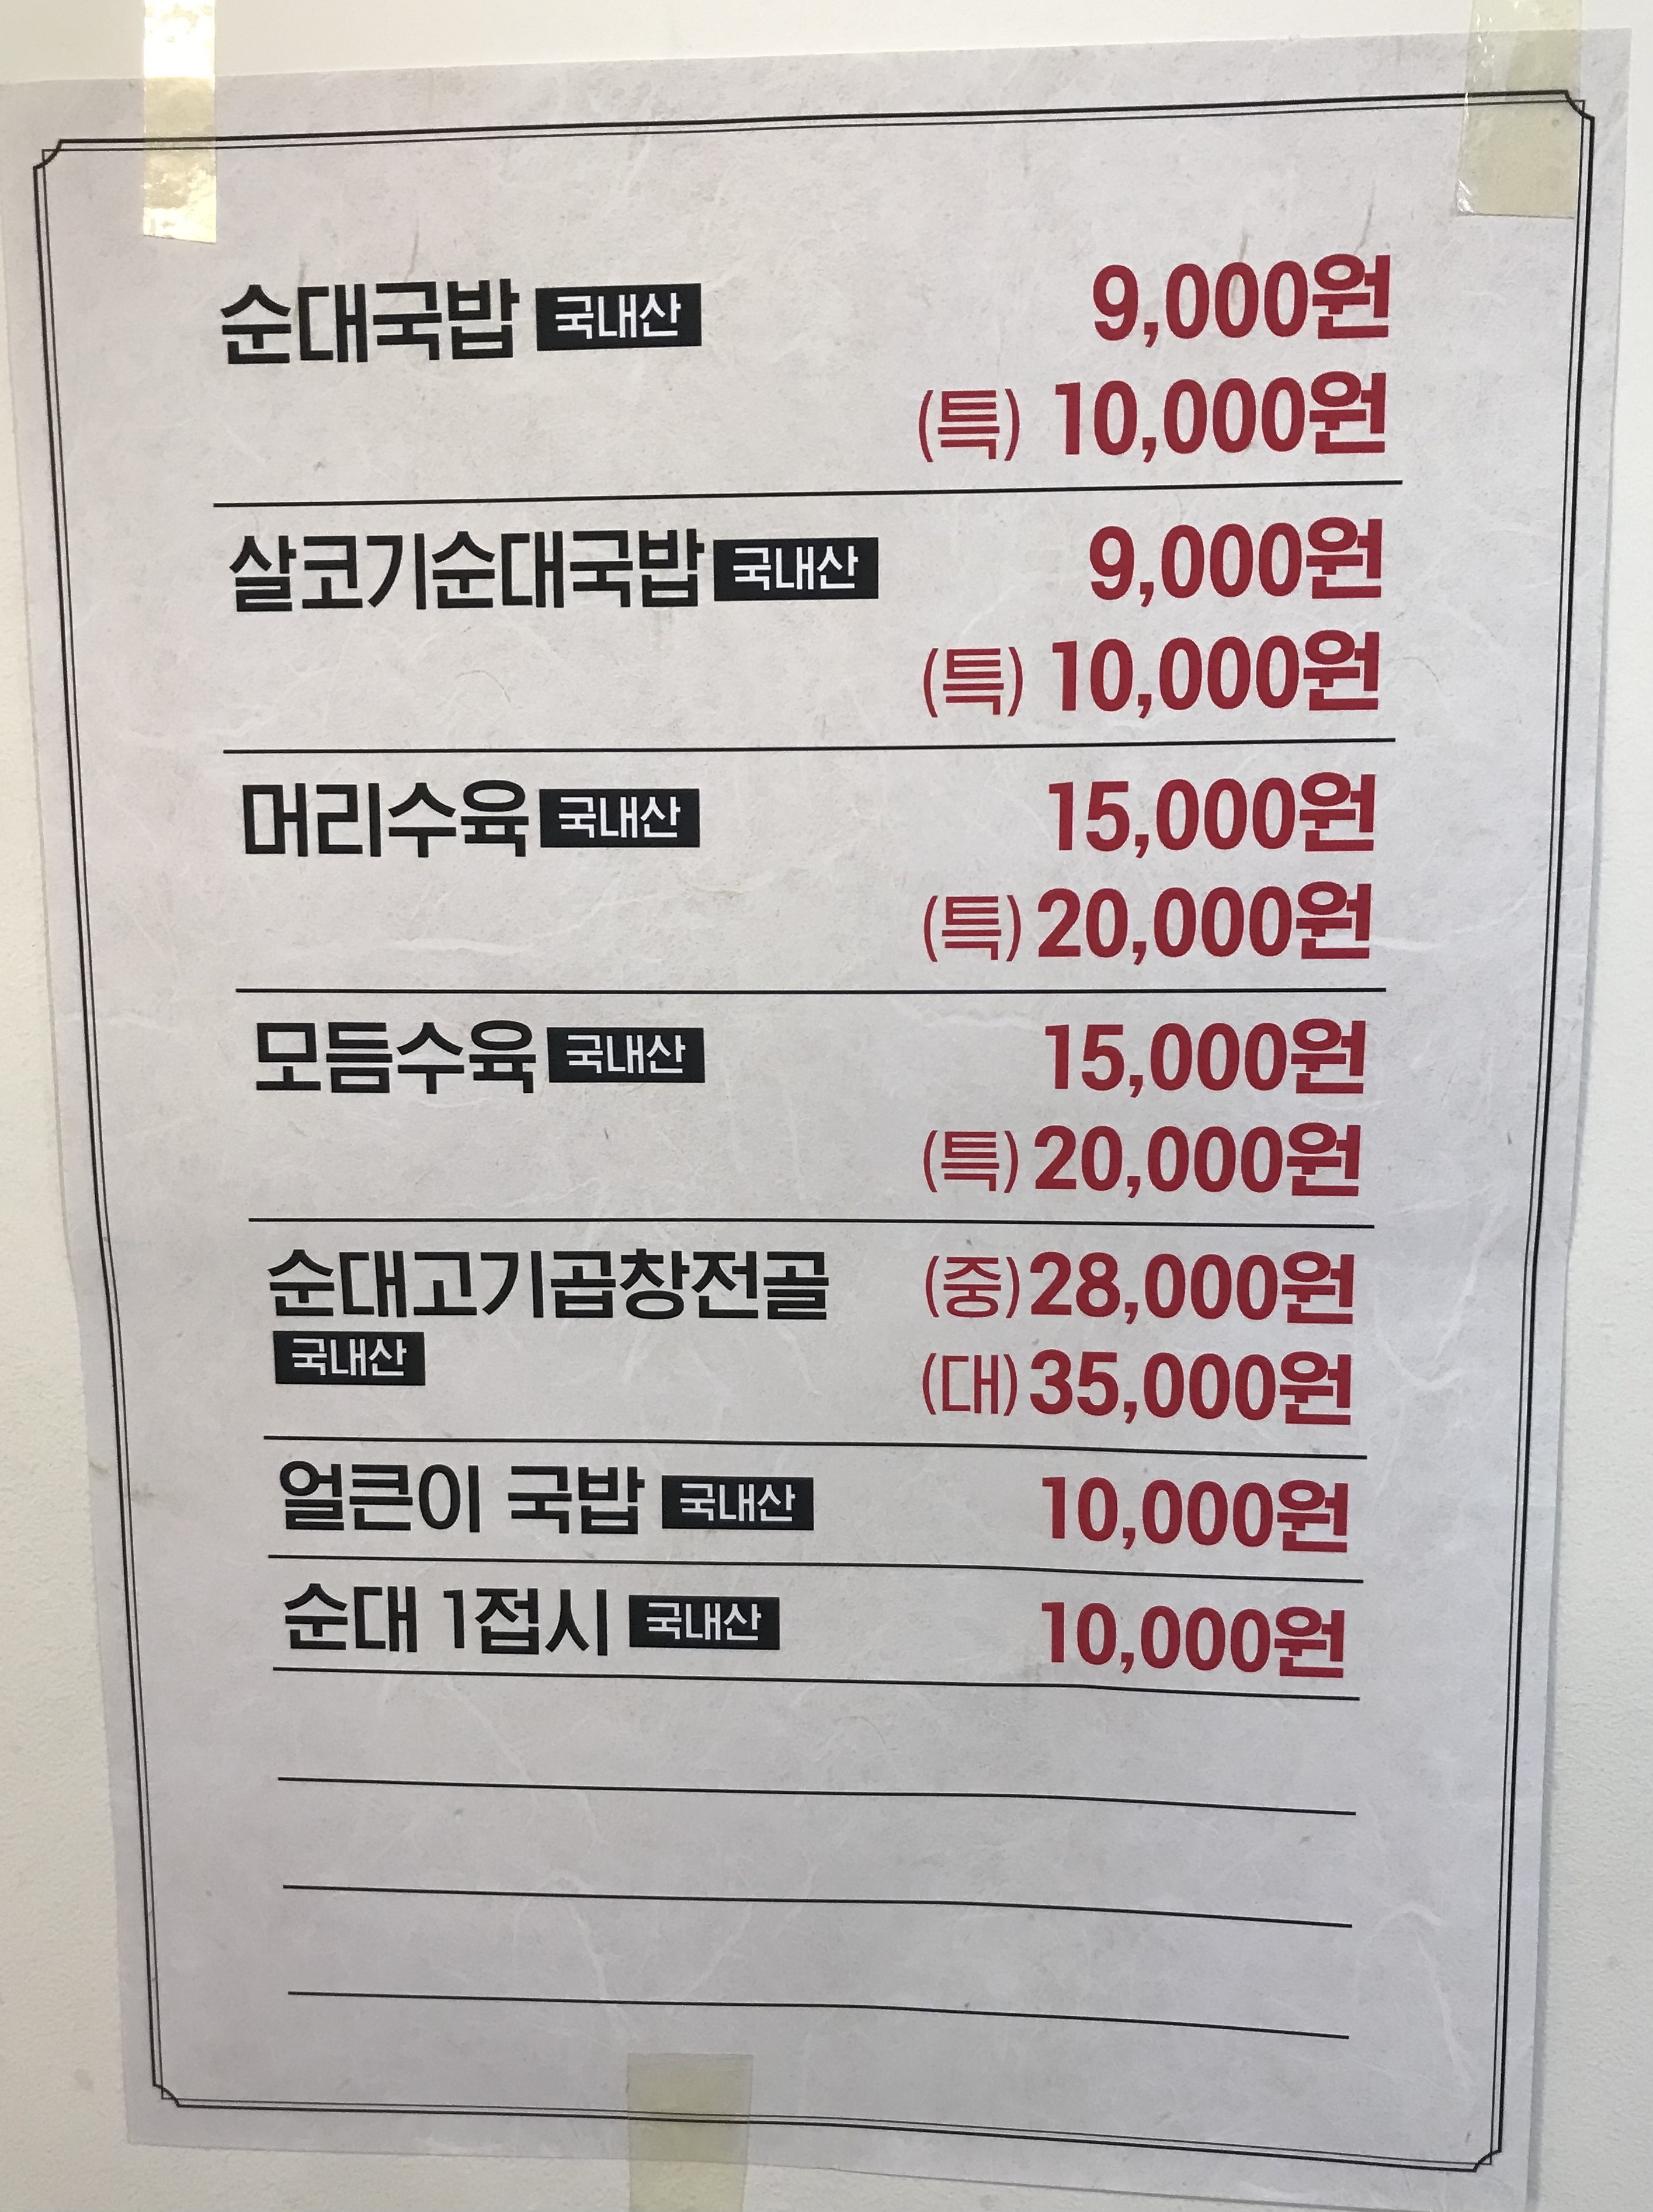 순대국밥 국내산 9,000원
(특) 10,000원
살코기순대국밥 국내산 9,000원
(특) 10,000원
머리수육 국내산 15,000원
(특) 20,000원
모듬수육 국내산 15,000원
(특) 20,000원
순대고기곱창전골 (중) 28,000원
국내산 (대) 35,000원
얼큰이 국밥 국내산 10,000원
순대 1접시 국내산 10,000원